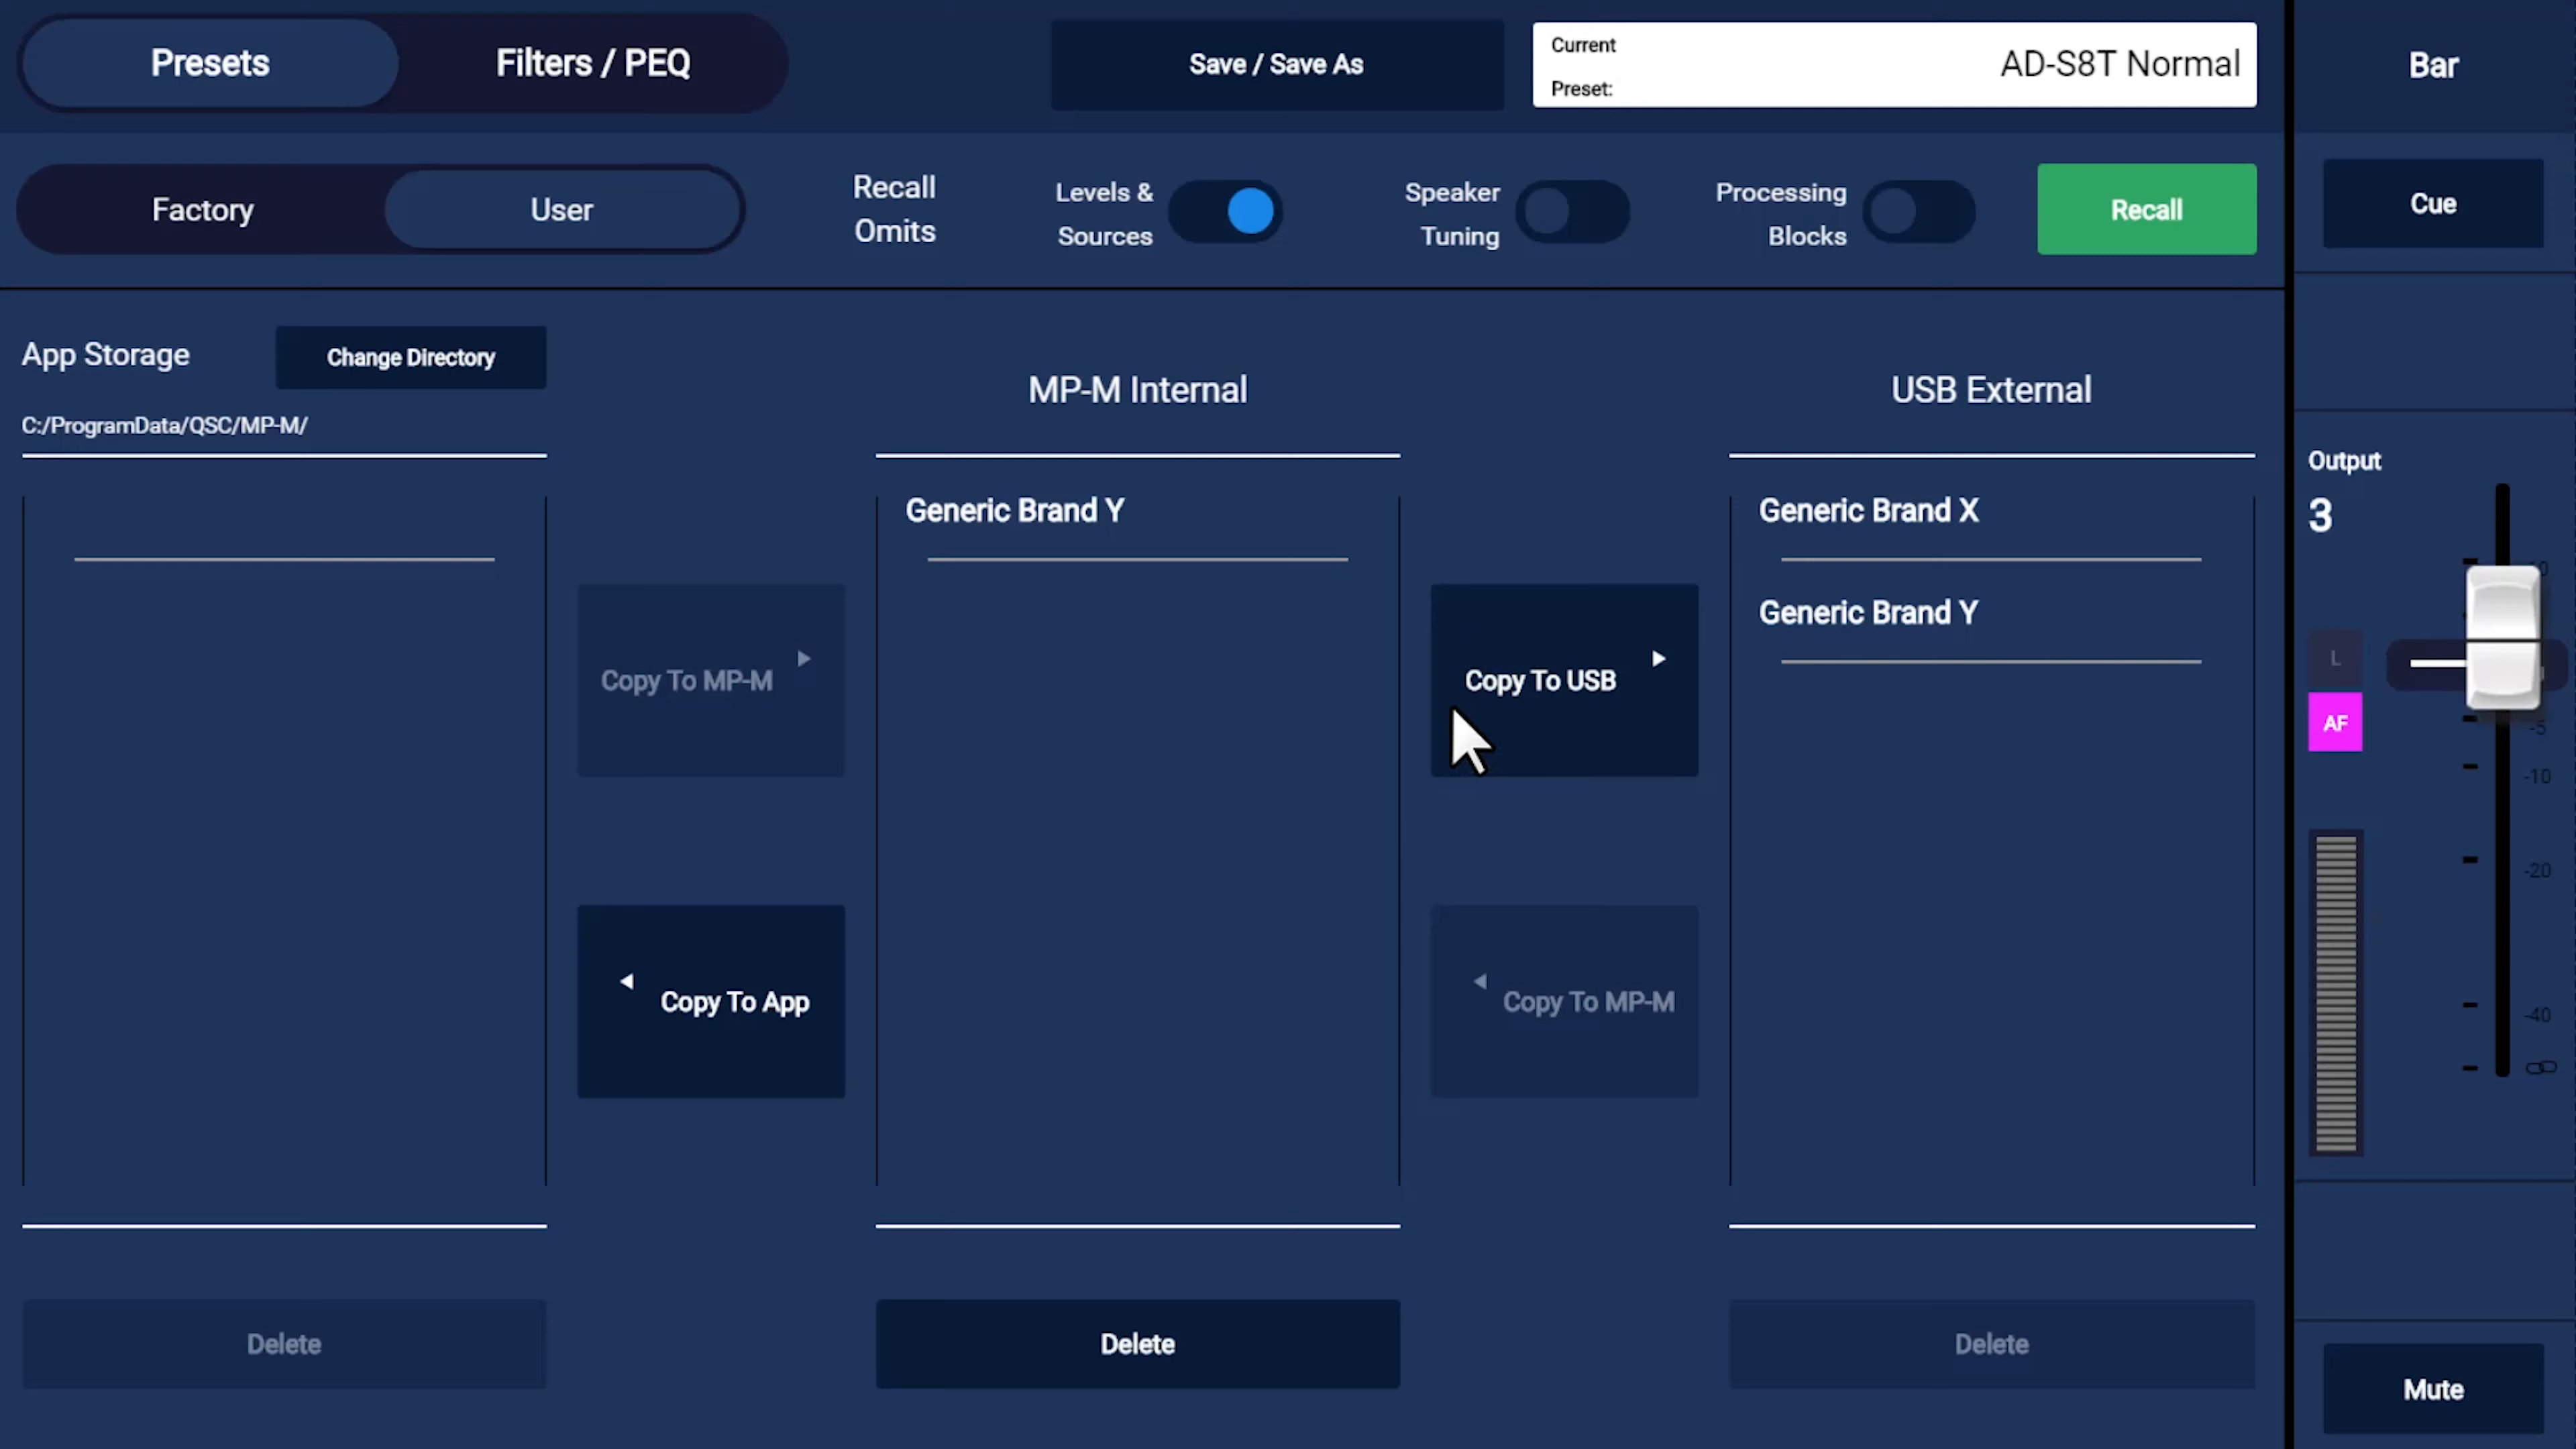 Presets
Filters / PEQ
Save / Save As
Current
Preset:
AD-S8T Normal
Bar
Factory
User
Recall
Omits
Levels &
Sources
Speaker
Tuning
Processing
Blocks
Recall
Cue
App Storage
Change Directory
C:/ProgramData/QSC/MP-M/
MP-M Internal
USB External
Output
3
Generic Brand Y
Generic Brand X
Generic Brand Y
Copy To MP-M
Copy To USB
L
AF
-5
-10
-20
-40
Copy To App
Copy To MP-M
Delete
Delete
Delete
Mute